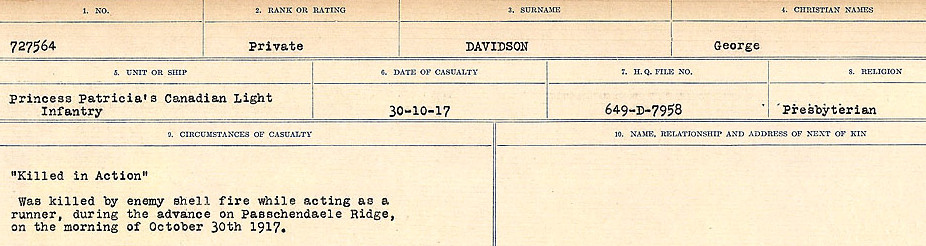 1. NO. 2. RANK OR RATING 3. SURNAME 4. CHRISTIAN NAMES
727564 Private DAVIDSON George
5. UNIT OR SHIP 6. DATE OF CASUALTY 7. H. Q. FILE NO. 8. RELIGION
Princess Patricia's Canadian Light
Infantry 30-10-17 649-D-7958 Presbyterian
9. CIRCUMSTANCES OF CASUALTY 10. NAME, RELATIONSHIP AND ADDRESS OF NEXT OF KIN
"Killed in Action"
Was killed by enemy shell fire while acting as a
runner, during the advance on Passchendaele Ridge,
on the morning of October 30th 1917.